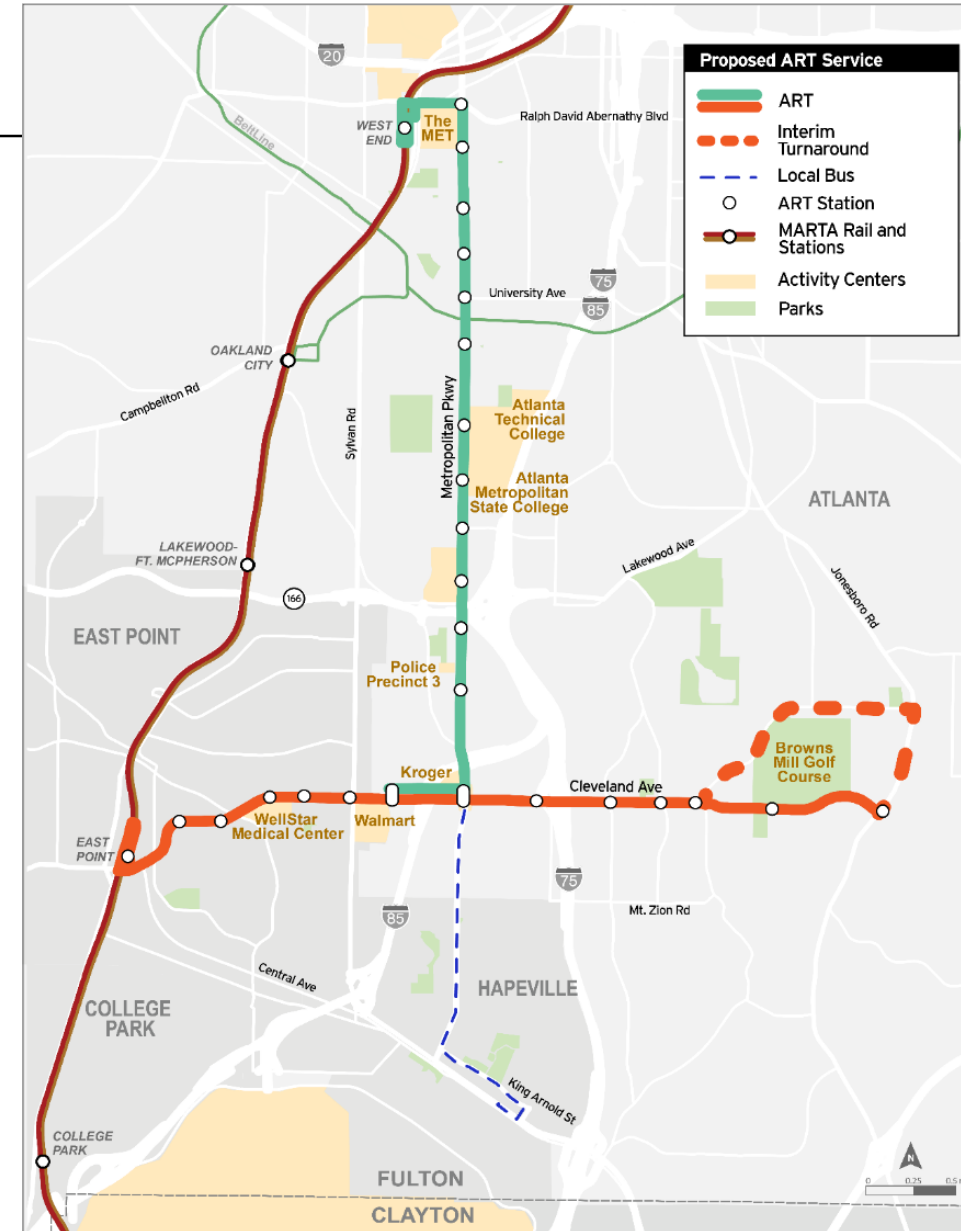 20
Proposed ART Service
ART
Interim
Turnaround
Local Bus
ART Station
MARTA Rail and
Stations
Activity Centers
Parks
WEST
END
The
MET
Ralph David Abernathy Blvd
BeltLine
75
85
University Ave
OAKLAND
CITY
Campbellton Rd
Sylvan Rd
Metropolitan Pkwy
Atlanta
Technical
College
Atlanta
Metropolitan
State College
ATLANTA
LAKEWOOD-
FT. MCPHERSON
166
Lakewood Ave
Jonesboro Rd
EAST POINT
Police
Precinct 3
Browns
Mill Golf
Course
Kroger
Cleveland Ave
WellStar
Medical Center
Walmart
EAST
POINT
75
85
Mt. Zion Rd
Central Ave
HAPEVILLE
COLLEGE
PARK
King Arnold St
COLLEGE
PARK
N
0 0.25 0.5
FULTON
CLAYTON